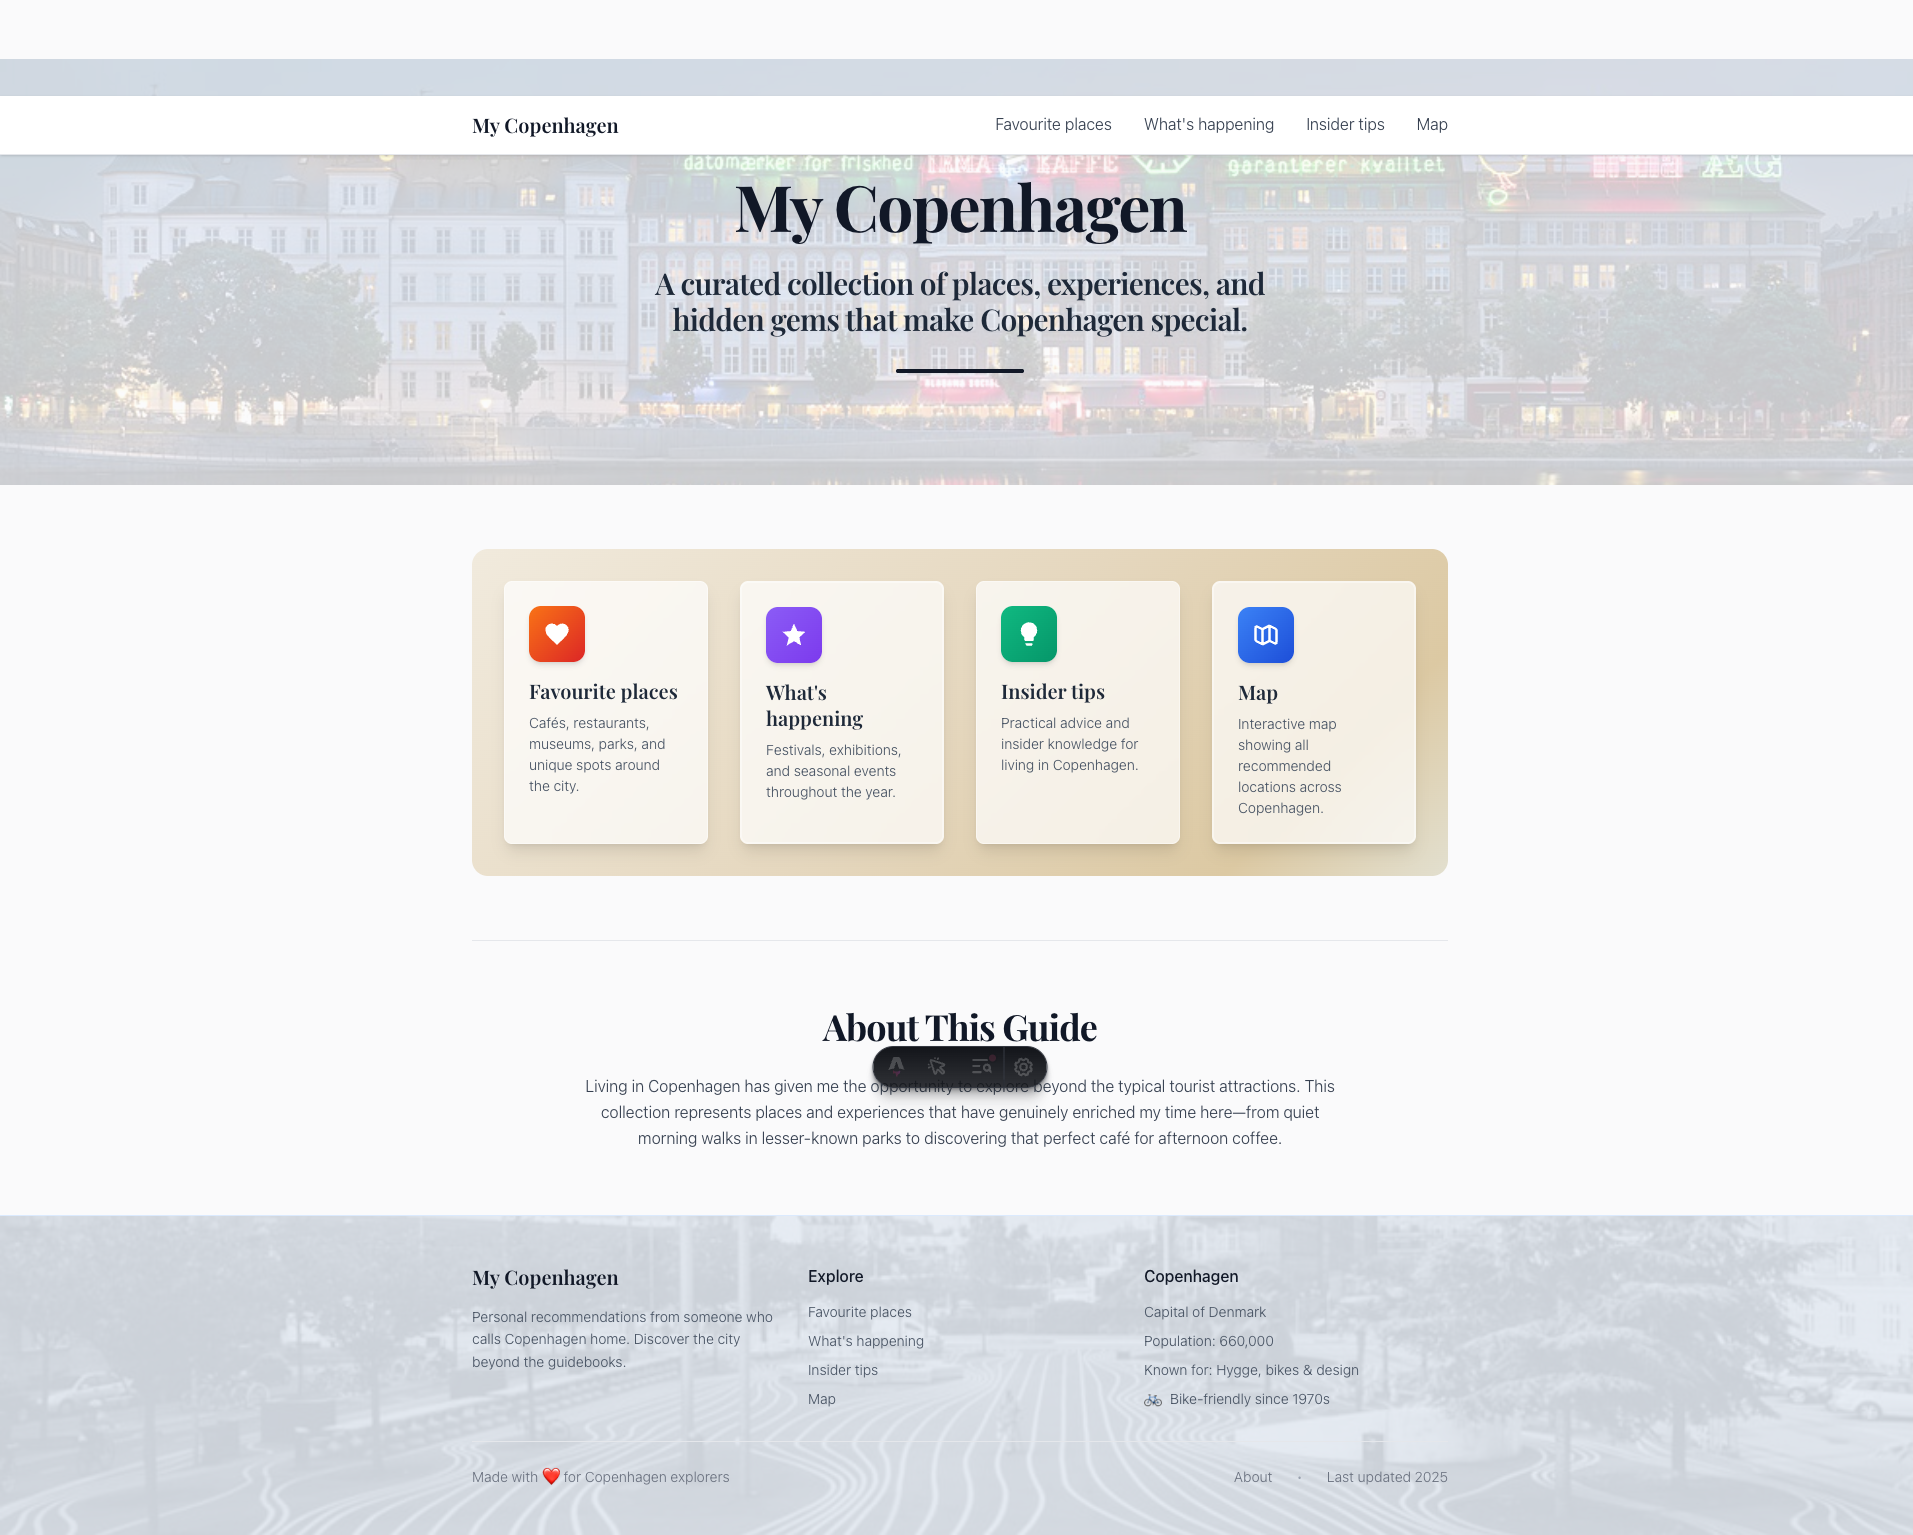 My Copenhagen
Favourite places
What's happening
Insider tips
Map
datomærker for friskhed
KAFFE
garanterer kvalitet
My Copenhagen
A curated collection of places, experiences, and
hidden gems that make Copenhagen special.
Favourite places
Cafés, restaurants,
museums, parks, and
unique spots around
the city.
What's
happening
Festivals, exhibitions,
and seasonal events
throughout the year.
Insider tips
Practical advice and
insider knowledge for
living in Copenhagen.
Map
Interactive map
showing all
recommended
locations across
Copenhagen.
About This Guide
Living in Copenhagen has given me the opportunity to explore beyond the typical tourist attractions. This
collection represents places and experiences that have genuinely enriched my time here—from quiet
morning walks in lesser-known parks to discovering that perfect café for afternoon coffee.
My Copenhagen
Personal recommendations from someone who
calls Copenhagen home. Discover the city
beyond the guidebooks.
Explore
Favourite places
What's happening
Insider tips
Map
Copenhagen
Capital of Denmark
Population: 660,000
Known for: Hygge, bikes & design
🚲 Bike-friendly since 1970s
Made with ❤️ for Copenhagen explorers
About • Last updated 2025